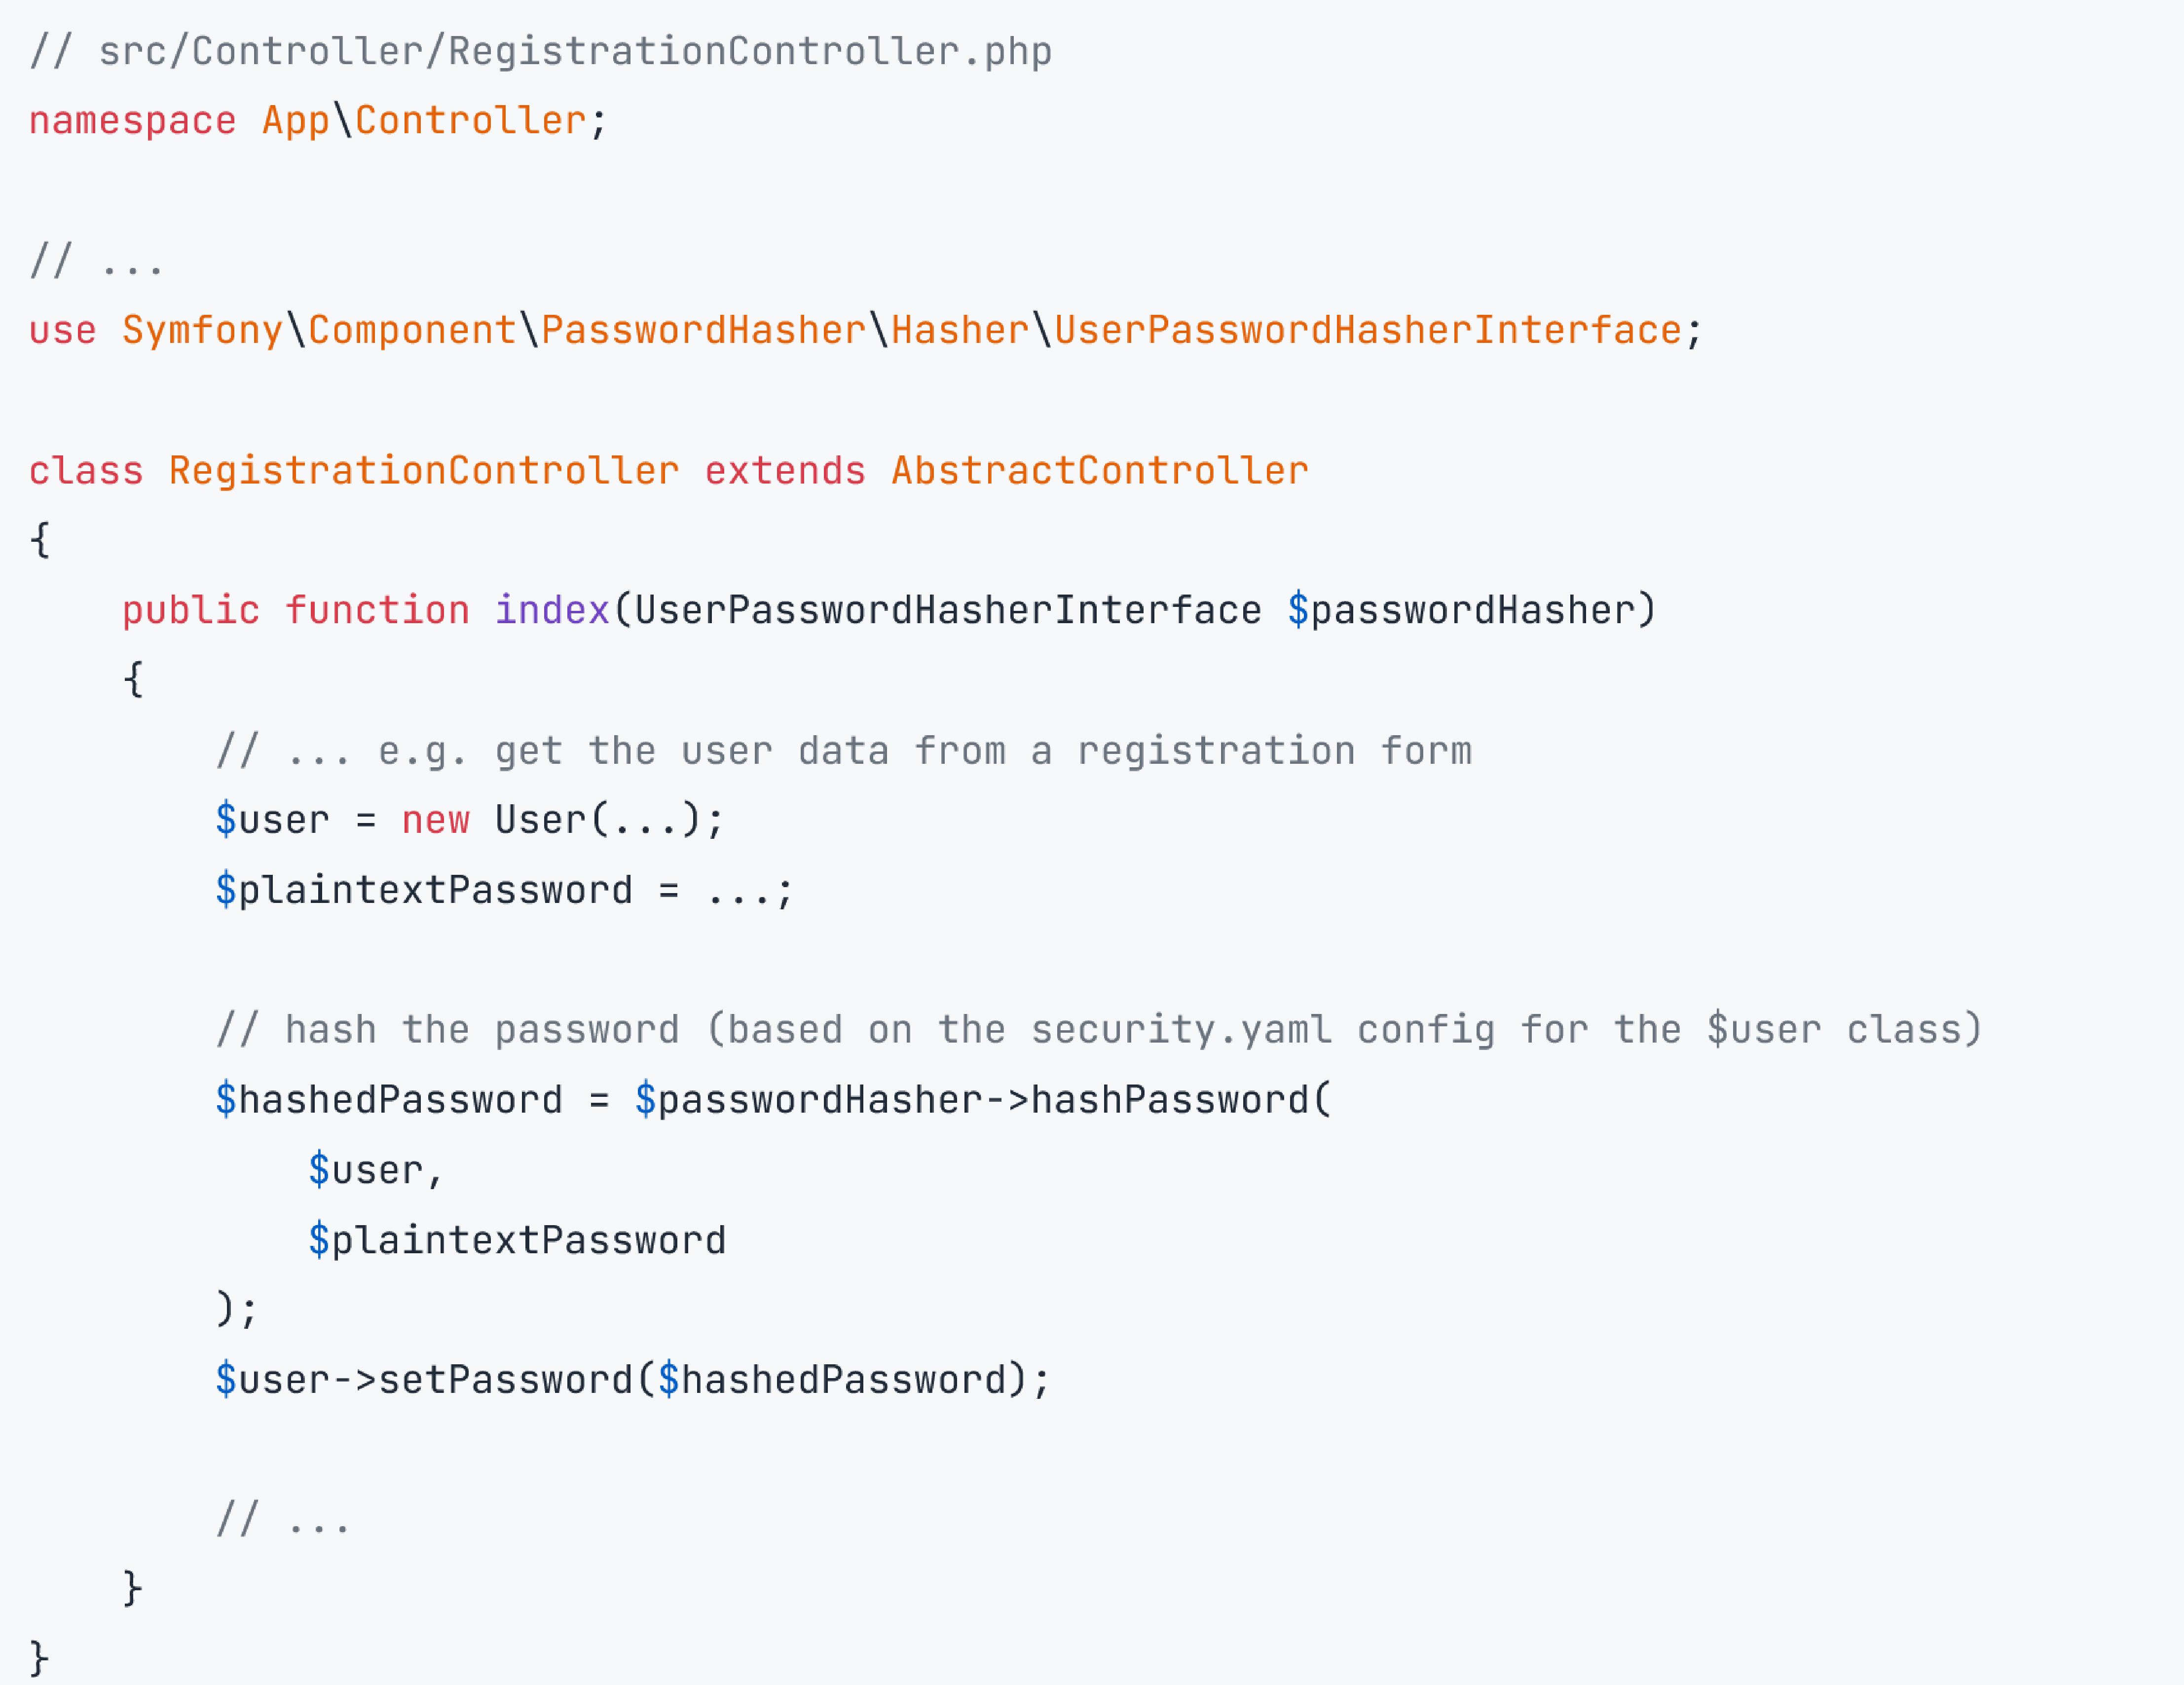 // src/Controller/RegistrationController.php
namespace App\Controller;
// ...
use Symfony\Component\PasswordHasher\Hasher\UserPasswordHasherInterface;
class RegistrationController extends AbstractController
{
    public function index(UserPasswordHasherInterface $passwordHasher)
    {
        // ... e.g. get the user data from a registration form
        $user = new User(...);
        $plaintextPassword = ...;
        // hash the password (based on the security.yaml config for the $user class)
        $hashedPassword = $passwordHasher->hashPassword(
            $user,
            $plaintextPassword
        );
        $user->setPassword($hashedPassword);
        // ...
    }
}